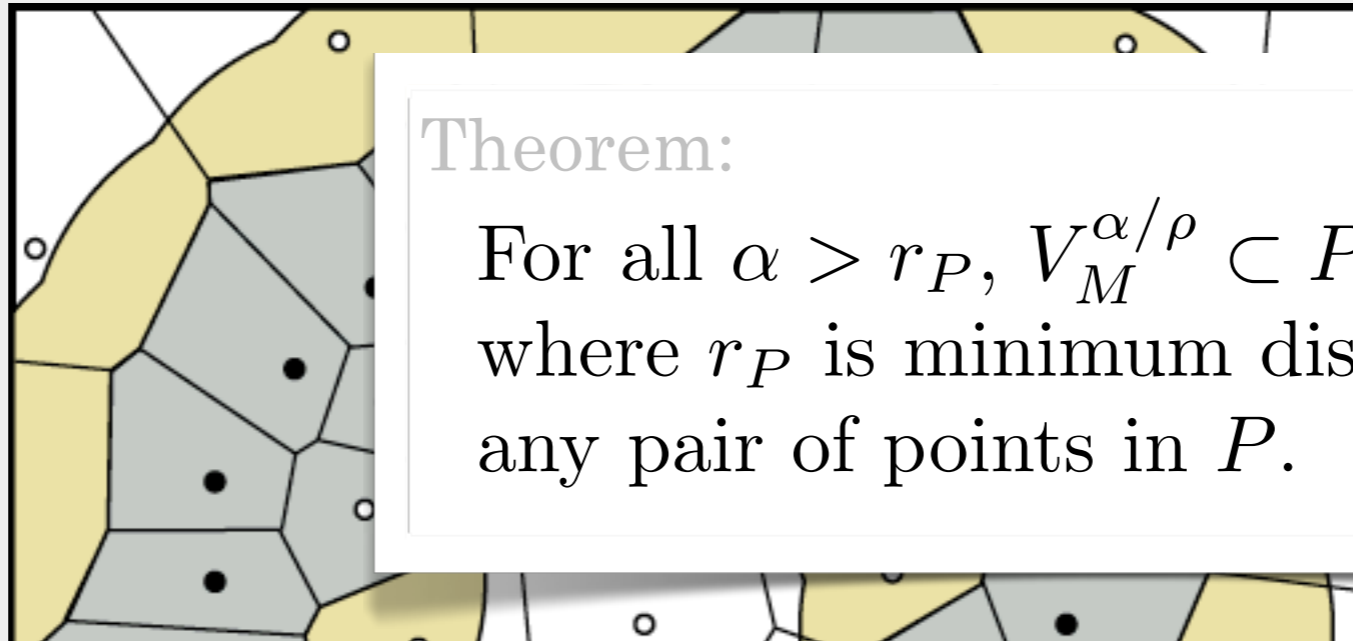 Theorem:
For all α > r_P, V_M^{α/ρ} ⊂ P
where r_P is minimum dis
any pair of points in P.